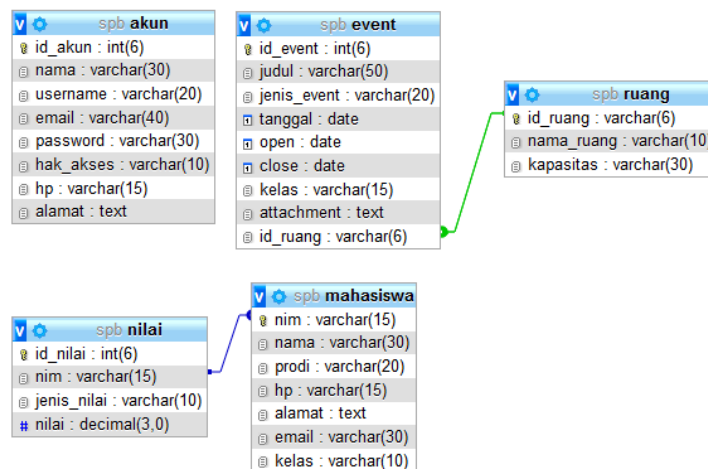 spb akun
id_akun : int(6)
nama : varchar(30)
username : varchar(20)
email : varchar(40)
password : varchar(30)
hak_akses : varchar(10)
hp : varchar(15)
alamat : text
spb event
id_event : int(6)
judul : varchar(50)
jenis_event : varchar(20)
tanggal : date
open : date
close : date
kelas : varchar(15)
attachment : text
id_ruang : varchar(6)
spb ruang
id_ruang : varchar(6)
nama_ruang : varchar(10)
kapasitas : varchar(30)
spb nilai
id_nilai : int(6)
nim : varchar(15)
jenis_nilai : varchar(10)
# nilai : decimal(3,0)
spb mahasiswa
nim : varchar(15)
nama : varchar(30)
prodi : varchar(20)
hp : varchar(15)
alamat : text
email : varchar(30)
kelas : varchar(10)